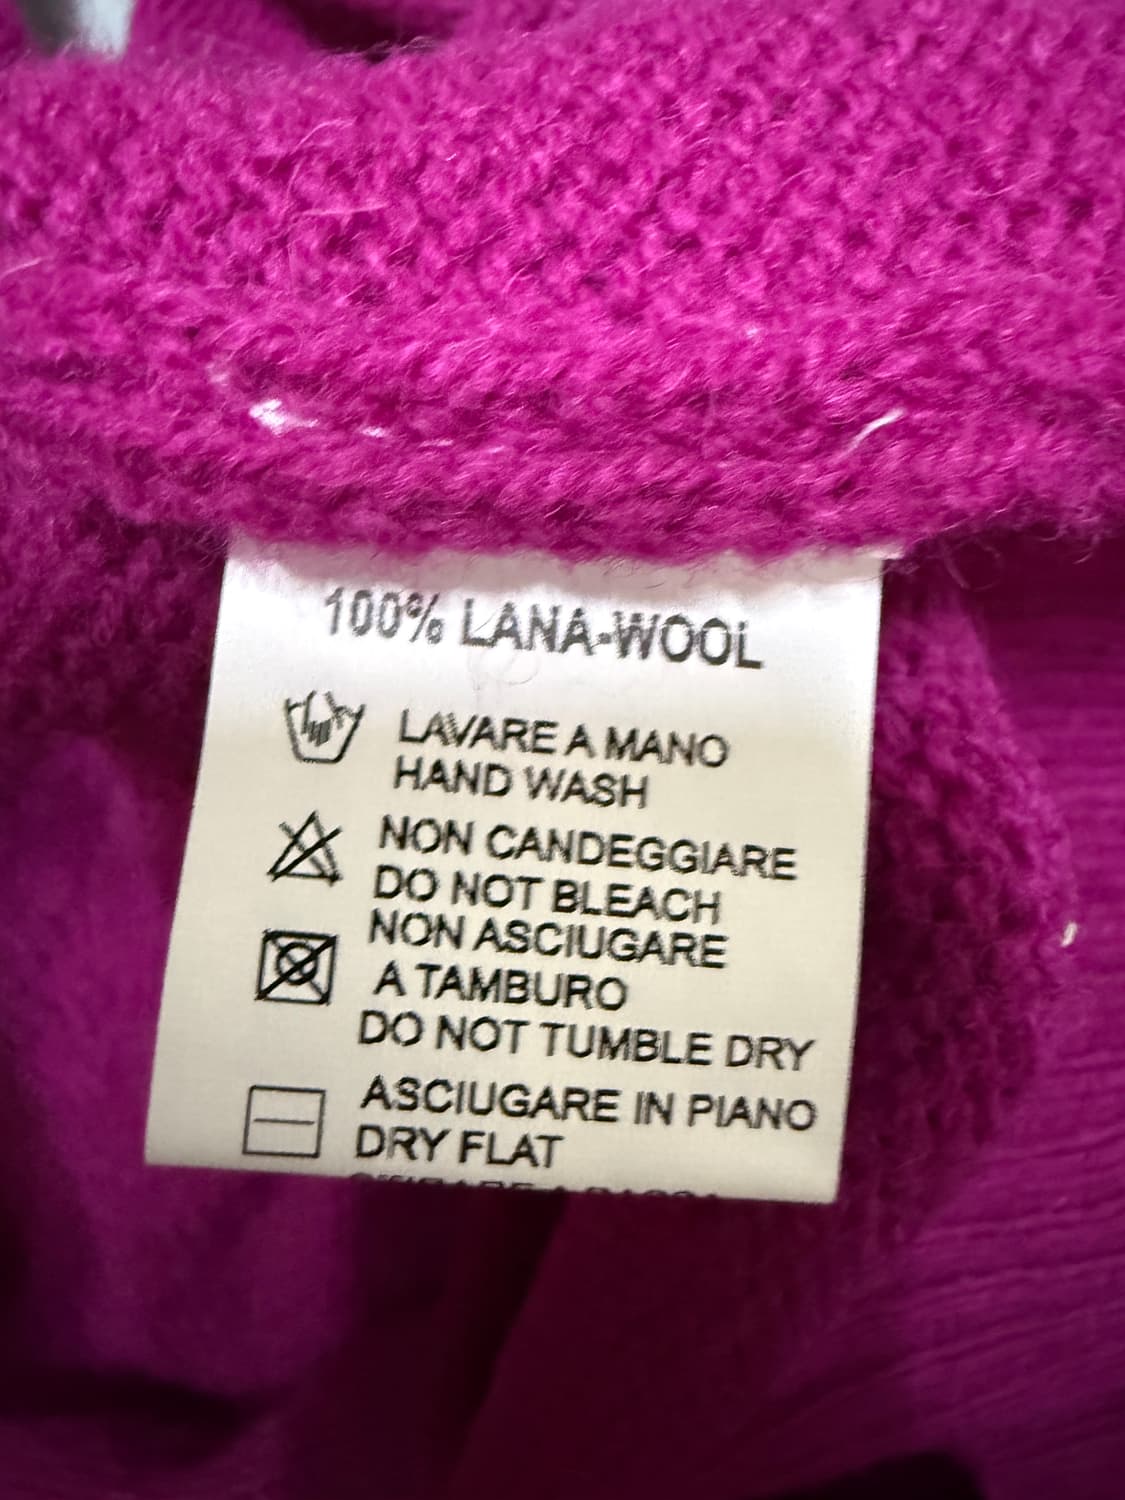 100% LANA-WOOL
LAVARE A MANO
HAND WASH
NON CANDEGGIARE
DO NOT BLEACH
NON ASCIUGARE
A TAMBURO
DO NOT TUMBLE DRY
ASCIUGARE IN PIANO
DRY FLAT